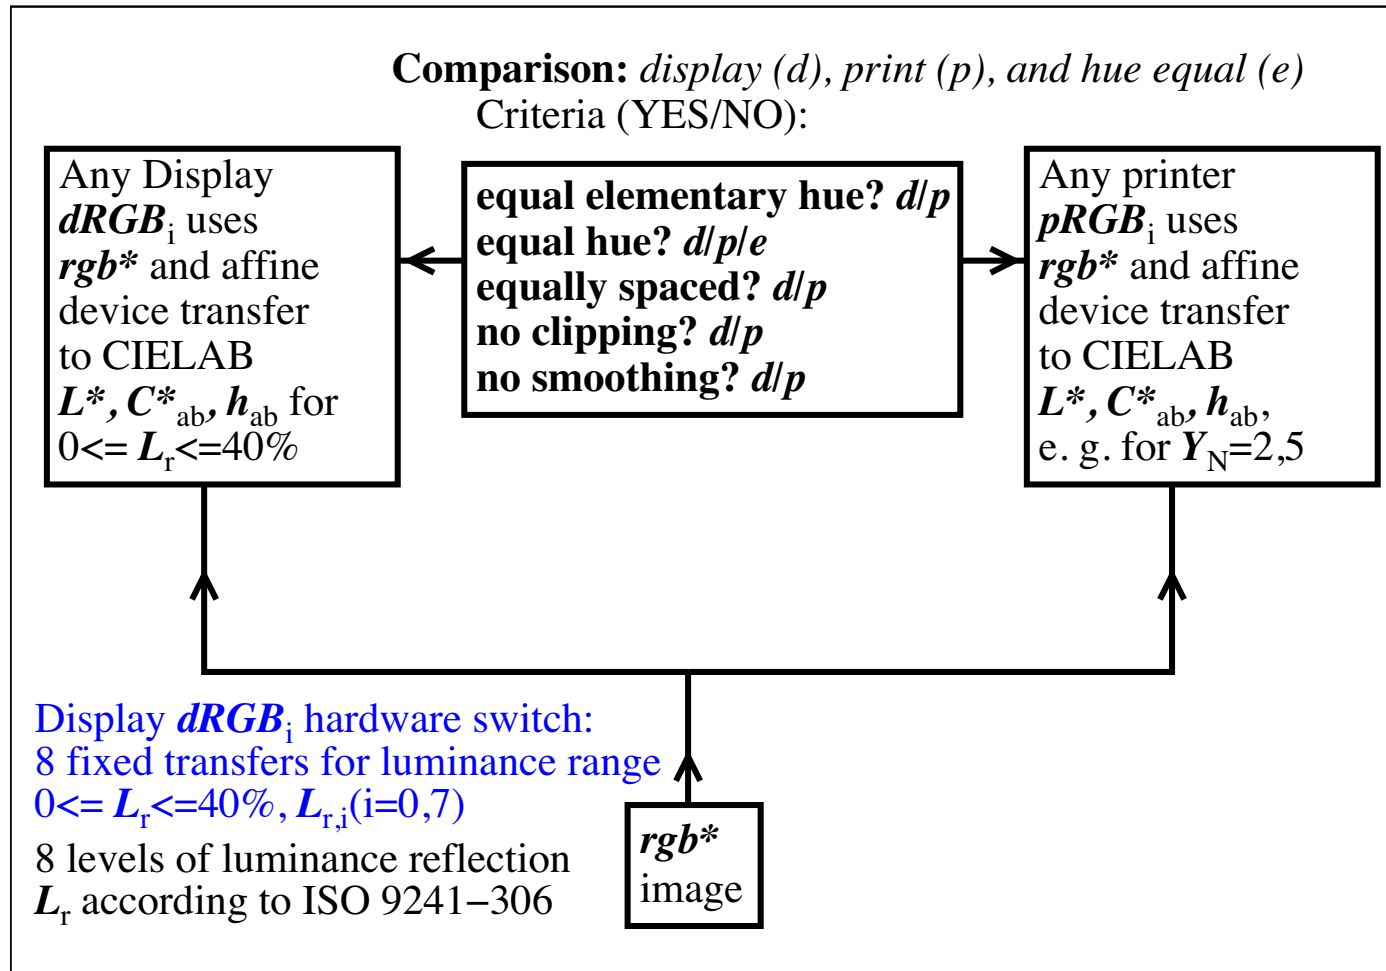 Comparison: display (d), print (p), and hue equal (e)
Criteria (YES/NO):
Any Display
dRGBi uses
rgb* and affine
device transfer
to CIELAB
L*, C*ab, hab for
0<= Lr<=40%
equal elementary hue? d/p
equal hue? d/p/e
equally spaced? d/p
no clipping? d/p
no smoothing? d/p
Any printer
pRGBi uses
rgb* and affine
device transfer
to CIELAB
L*, C*ab, hab,
e. g. for YN=2,5
Display dRGBi hardware switch:
8 fixed transfers for luminance range
0<= Lr<=40%, Lr,i(i=0,7)
8 levels of luminance reflection
Lr according to ISO 9241−306
rgb*
image